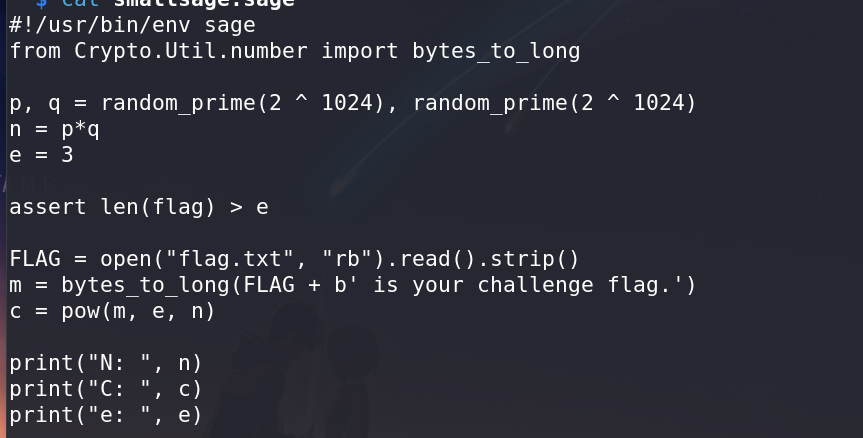 $ cat smallsage.sage
#!/usr/bin/env sage
from Crypto.Util.number import bytes_to_long
p, q = random_prime(2 ^ 1024), random_prime(2 ^ 1024)
n = p*q
e = 3
assert len(flag) > e
FLAG = open("flag.txt", "rb").read().strip()
m = bytes_to_long(FLAG + b' is your challenge flag.')
c = pow(m, e, n)
print("N: ", n)
print("C: ", c)
print("e: ", e)